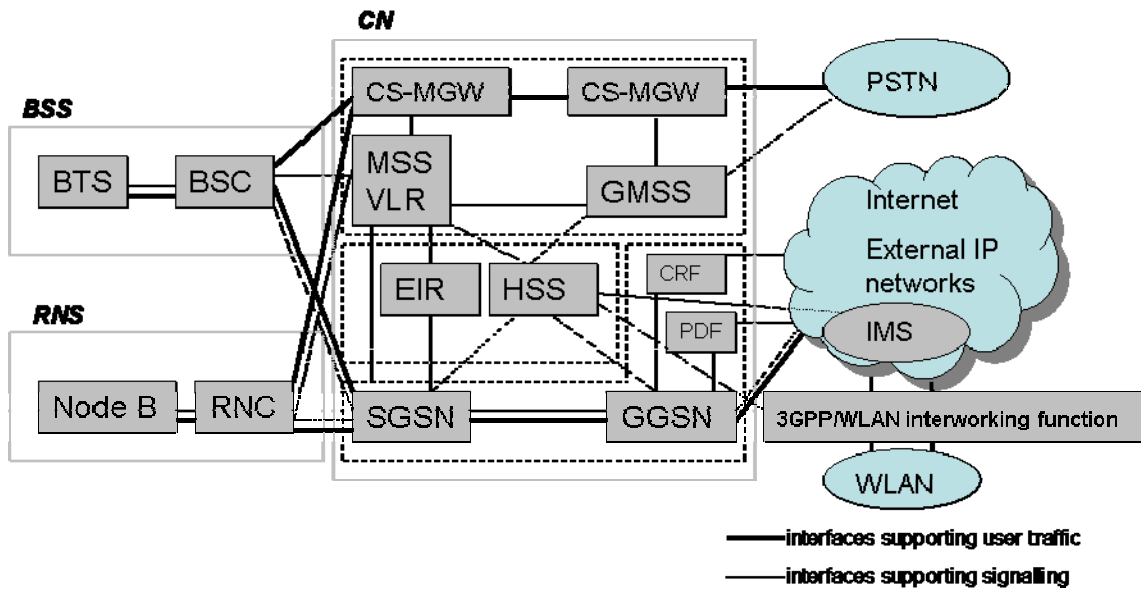 CN
BSS
CS-MGW
CS-MGW
PSTN
BTS
BSC
MSS
VLR
GMSS
Internet
External IP
networks
EIR
HSS
CRF
PDF
IMS
RNS
Node B
RNC
SGSN
GGSN
3GPP/WLAN interworking function
WLAN
interfaces supporting user traffic
interfaces supporting signalling